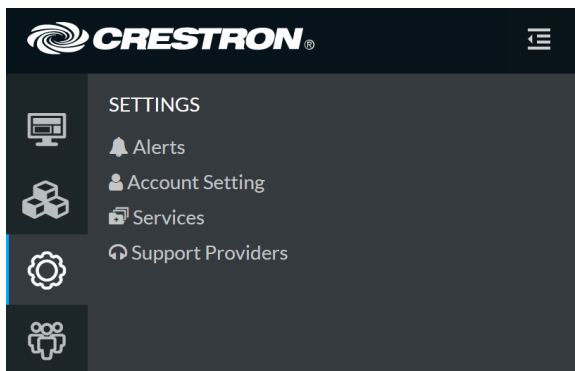 CRESTRON®
SETTINGS
Alerts
Account Setting
Services
Support Providers